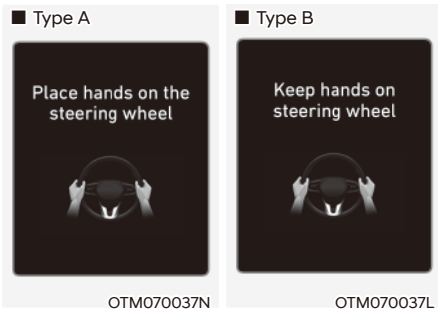 ■ Type A
Place hands on the
steering wheel
OTM070037N
■ Type B
Keep hands on
steering wheel
OTM070037L